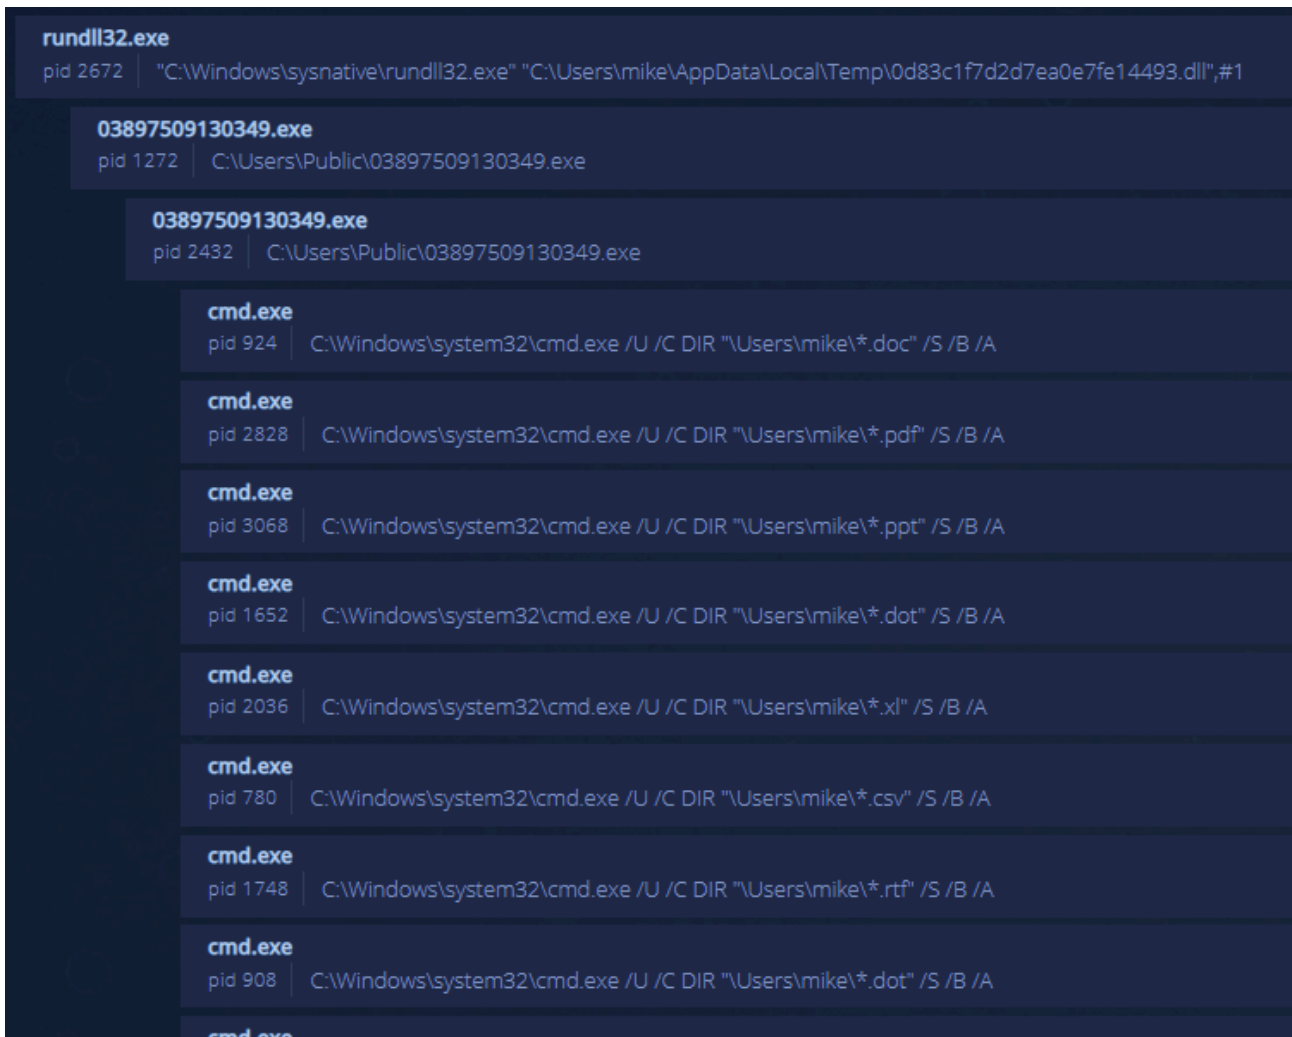 rundll32.exe
pid 2672 "C:\Windows\sysnative\rundll32.exe" "C:\Users\mike\AppData\Local\Temp\0d83c1f7d2d7ea0e7fe14493.dll",#1
03897509130349.exe
pid 1272 C:\Users\Public\03897509130349.exe
03897509130349.exe
pid 2432 C:\Users\Public\03897509130349.exe
cmd.exe
pid 924 C:\Windows\system32\cmd.exe /U /C DIR "\Users\mike\*.doc" /S /B /A
cmd.exe
pid 2828 C:\Windows\system32\cmd.exe /U /C DIR "\Users\mike\*.pdf" /S /B /A
cmd.exe
pid 3068 C:\Windows\system32\cmd.exe /U /C DIR "\Users\mike\*.ppt" /S /B /A
cmd.exe
pid 1652 C:\Windows\system32\cmd.exe /U /C DIR "\Users\mike\*.dot" /S /B /A
cmd.exe
pid 2036 C:\Windows\system32\cmd.exe /U /C DIR "\Users\mike\*.xl" /S /B /A
cmd.exe
pid 780 C:\Windows\system32\cmd.exe /U /C DIR "\Users\mike\*.csv" /S /B /A
cmd.exe
pid 1748 C:\Windows\system32\cmd.exe /U /C DIR "\Users\mike\*.rtf" /S /B /A
cmd.exe
pid 908 C:\Windows\system32\cmd.exe /U /C DIR "\Users\mike\*.dot" /S /B /A
cmd.exe